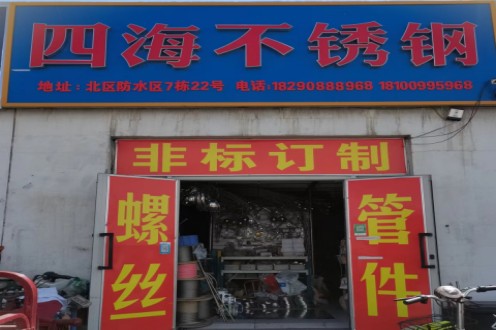 四海不锈钢
地址：北区防水区7栋22号 电话:18290888968 18100995968
非标订制
螺丝
管件